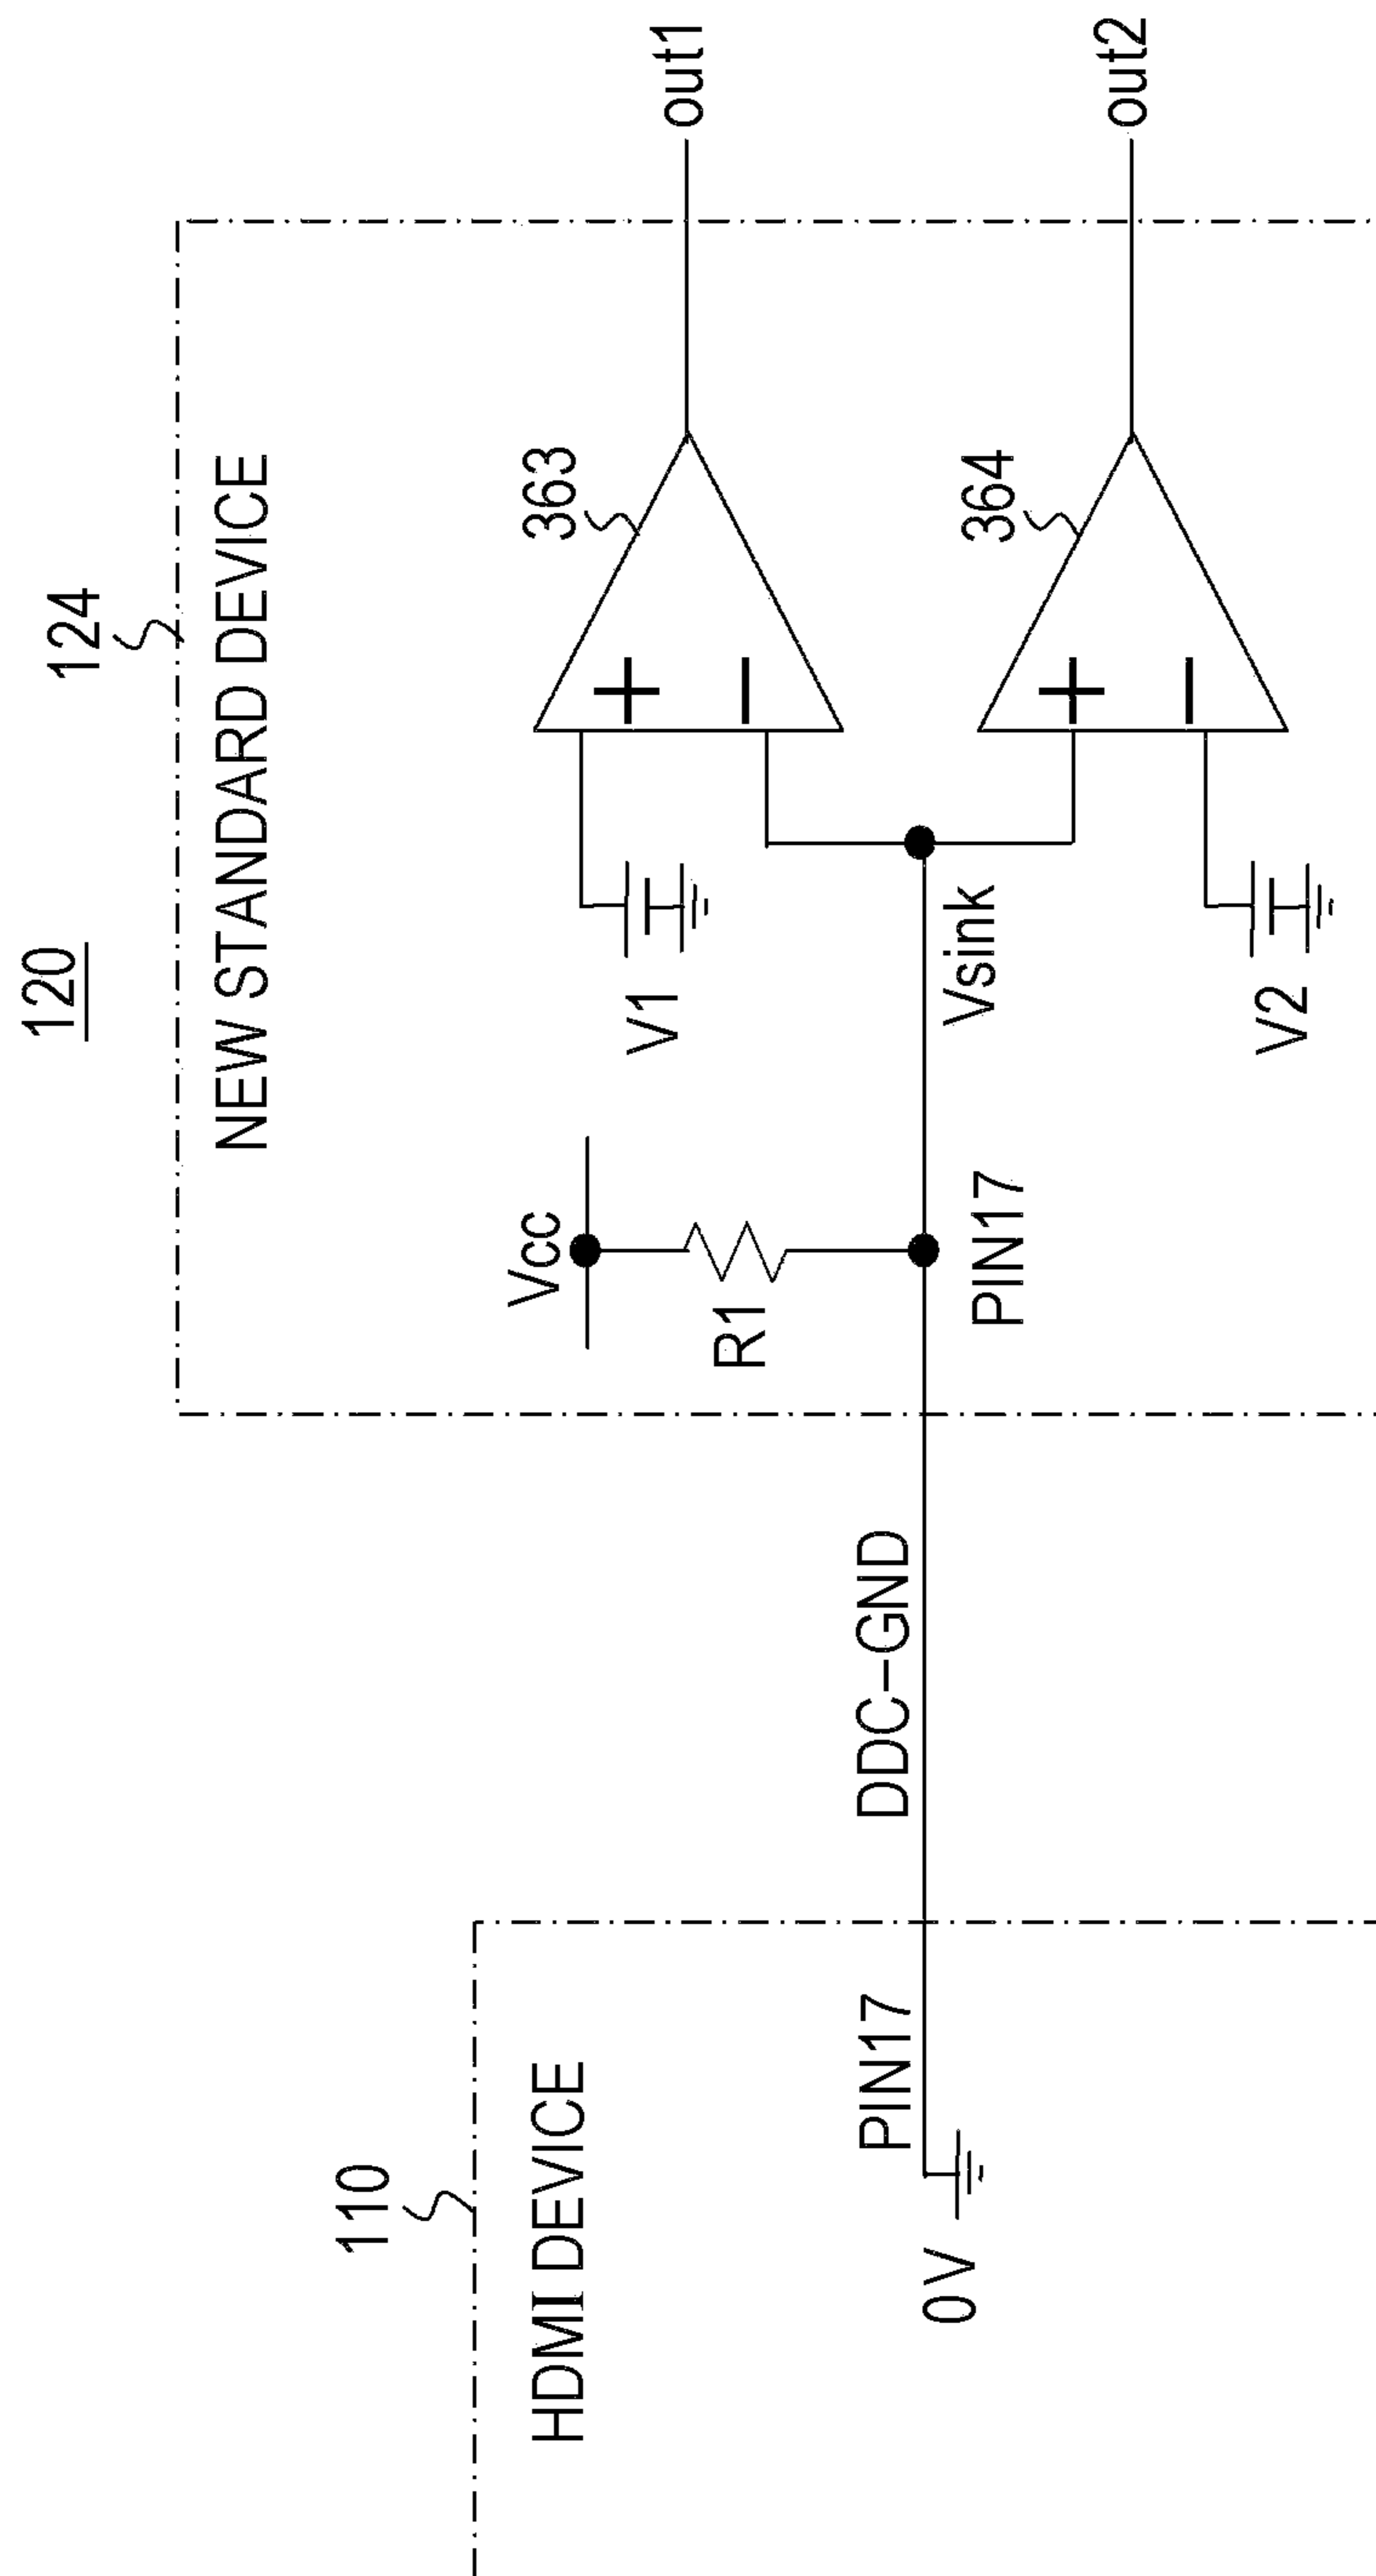 120
110
HDMI DEVICE
PIN17
0 V
DDC-GND
124
NEW STANDARD DEVICE
Vcc
R1
PIN17
Vsink
V1
V2
363
+
−
364
+
−
out1
out2